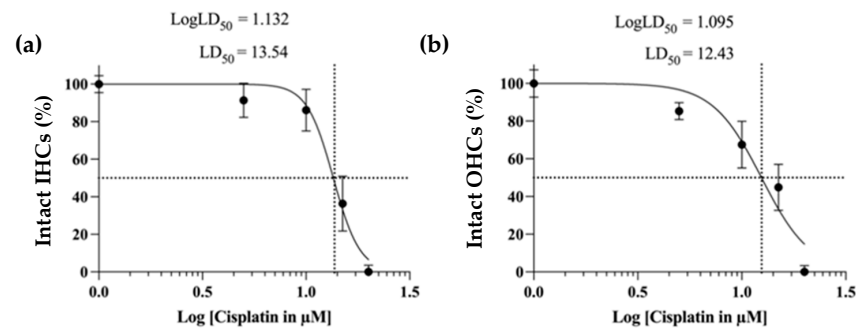 (a)
LogLD50 = 1.132
LD50 = 13.54
Intact IHCs (%)
100
80
60
40
20
0
0.0 0.5 1.0 1.5
Log [Cisplatin in μM]
(b)
LogLD50 = 1.095
LD50 = 12.43
Intact OHCs (%)
100
80
60
40
20
0
0.0 0.5 1.0 1.5
Log [Cisplatin in μM]